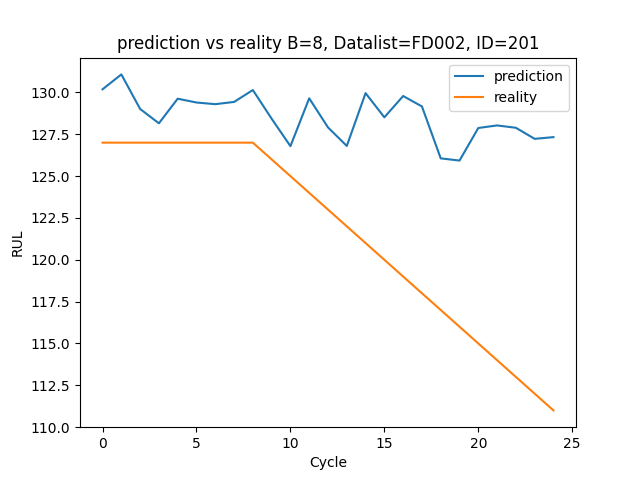 prediction vs reality B=8, Datalist=FD002, ID=201
prediction
reality
130.0
127.5
125.0
122.5
120.0
117.5
115.0
112.5
110.0
RUL
0 5 10 15 20 25
Cycle